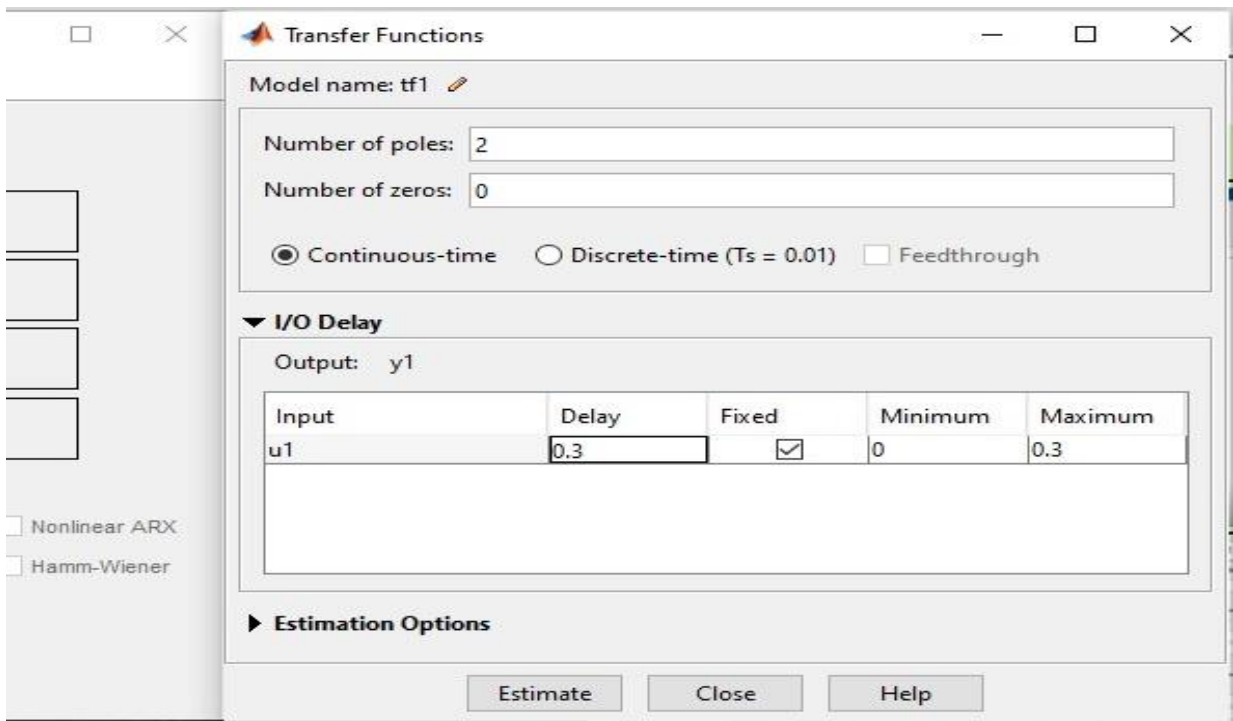 Transfer Functions
Model name: tf1
Number of poles: 2
Number of zeros: 0
Continuous-time Discrete-time (Ts = 0.01) Feedthrough
I/O Delay
Output: y1
Input Delay Fixed Minimum Maximum
u1 0.3 0 0.3
Nonlinear ARX
Hamm-Wiener
Estimation Options
Estimate Close Help